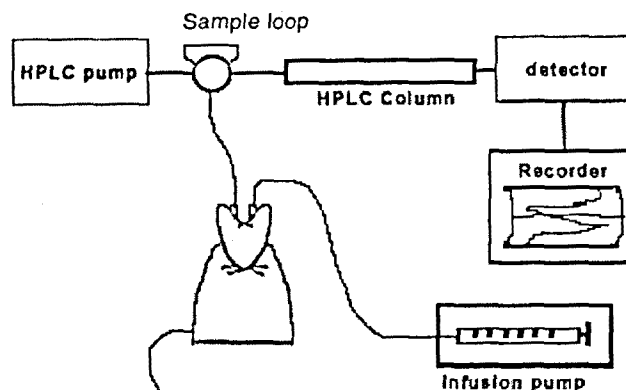 Sample loop
HPLC pump
HPLC Column
detector
Recorder
Infusion pump